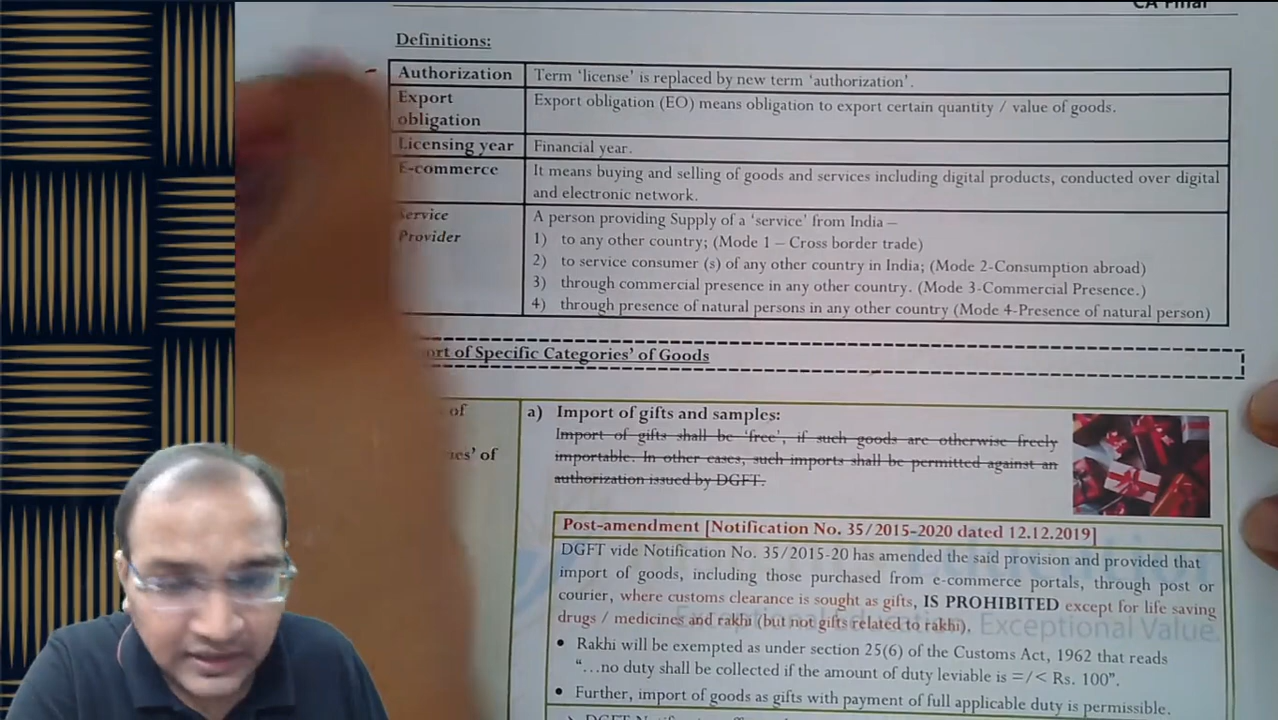 CA Final
Definitions:
Authorization Term ‘license’ is replaced by new term ‘authorization’.
Export Export obligation (EO) means obligation to export certain quantity / value of goods.
obligation
Licensing year Financial year.
E-commerce It means buying and selling of goods and services including digital products, conducted over digital
and electronic network.
Service A person providing Supply of a ‘service’ from India –
Provider 1) to any other country; (Mode 1 – Cross border trade)
2) to service consumer (s) of any other country in India; (Mode 2-Consumption abroad)
3) through commercial presence in any other country. (Mode 3-Commercial Presence.)
4) through presence of natural persons in any other country (Mode 4-Presence of natural person)
of Specific Categories’ of Goods
of a) Import of gifts and samples:
Import of gifts shall be ‘free’, if such goods are otherwise freely
of importable. In other cases, such imports shall be permitted against an
authorization issued by DGFT.
Post-amendment [Notification No. 35/2015-2020 dated 12.12.2019]
DGFT vide Notification No. 35/2015-20 has amended the said provision and provided that
import of goods, including those purchased from e-commerce portals, through post or
courier, where customs clearance is sought as gifts, IS PROHIBITED except for life saving
drugs / medicines and rakhi (but not gifts related to rakhi).
Exceptional Value.
• Rakhi will be exempted as under section 25(6) of the Customs Act, 1962 that reads
“...no duty shall be collected if the amount of duty leviable is =/< Rs. 100”.
• Further, import of goods as gifts with payment of full applicable duty is permissible.